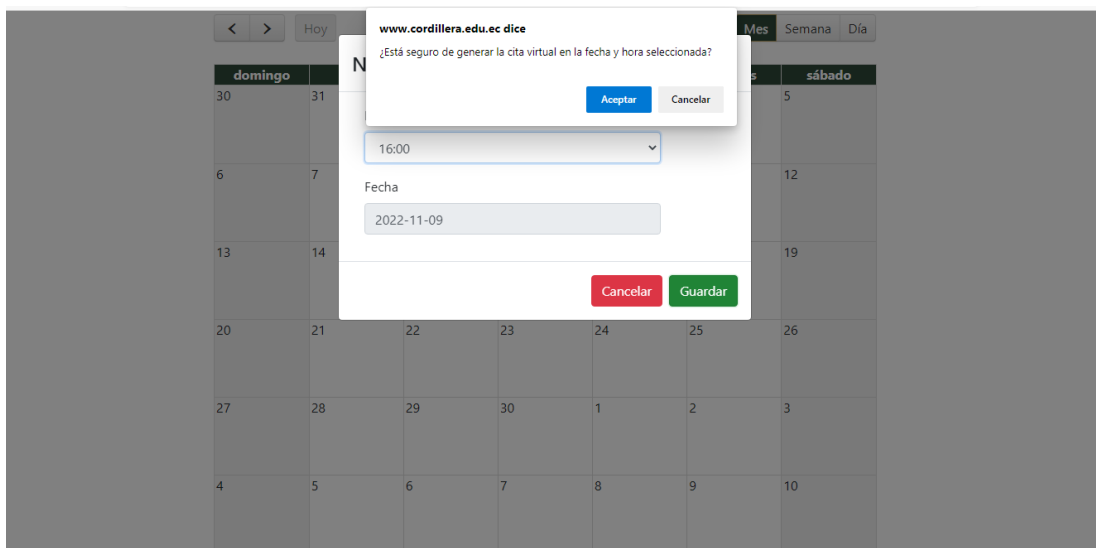 Hoy
Mes Semana Día
www.cordillera.edu.ec dice
¿Está seguro de generar la cita virtual en la fecha y hora seleccionada?
Aceptar Cancelar
N
domingo s sábado
30 31 5
16:00
6 7 12
Fecha
2022-11-09
13 14 19
Cancelar Guardar
20 21 22 23 24 25 26
27 28 29 30 1 2 3
4 5 6 7 8 9 10